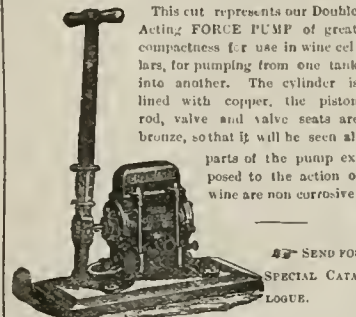 This cut represents our Double
Acting FORCE PUMP of great
compactness for use in wine cel
lars, for pumping from one tank
into another. The cylinder is
lined with copper, the piston
rod, valve and valve seats are
bronze, so that it will be seen al
parts of the pump ex
posed to the action o
wine are non corrosive
SEND FOR
SPECIAL CATA
LOGUE.